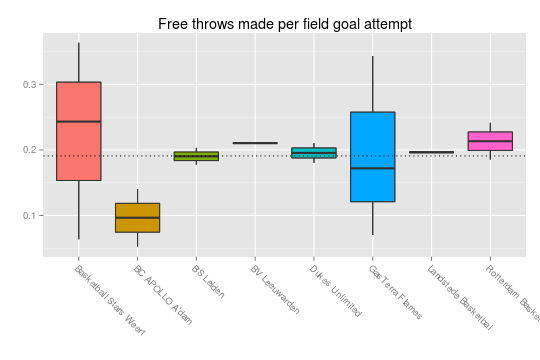 Free throws made per field goal attempt
0.3
0.2
0.1
Basketball Stars Weert
BC APOLLO A'dam
BS Leiden
BV Leeuwarden
Dukes Unlimited
GasTerra Flames
Landstede Basketbal
Rotterdam Baske